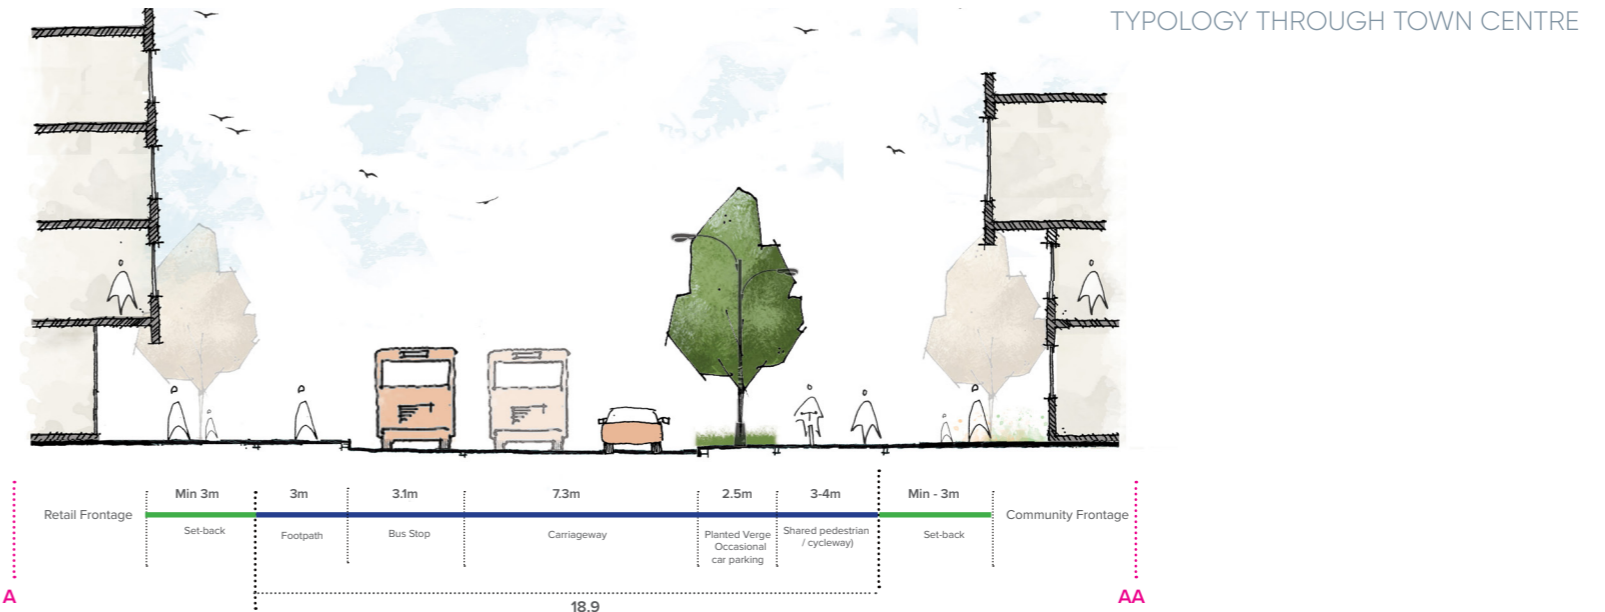 TYPOLOGY THROUGH TOWN CENTRE
Min 3m
3m
3.1m
7.3m
2.5m
3-4m
Min - 3m
Retail Frontage
Community Frontage
Set-back
Footpath
Bus Stop
Carriageway
Planted Verge
Occasional
car parking
Shared pedestrian
/ cycleway)
Set-back
A
AA
18.9